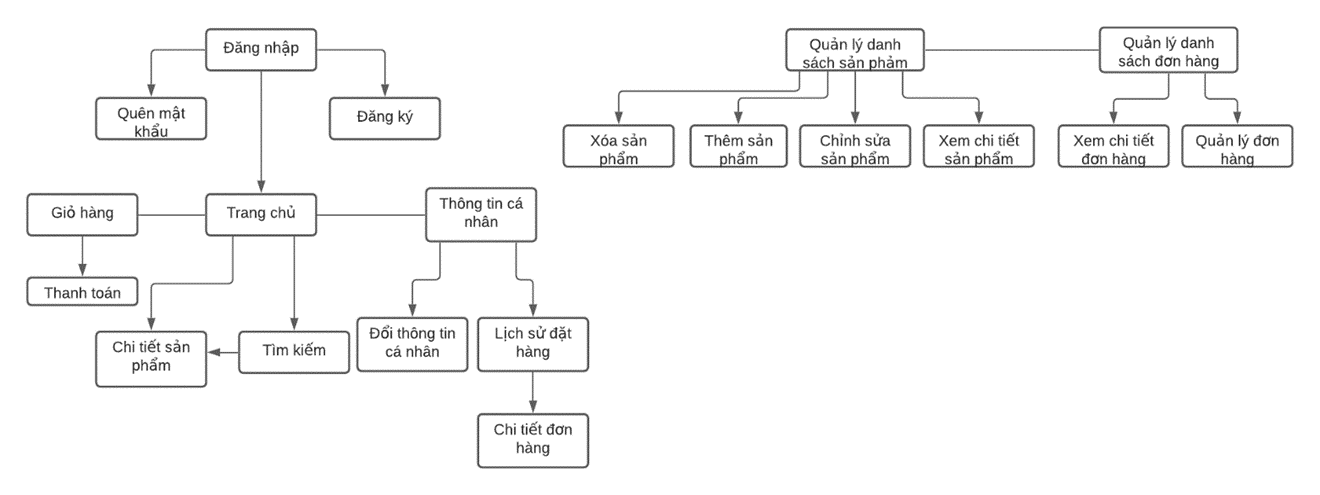 Đăng nhập
Quên mật
khẩu
Đăng ký
Giỏ hàng
Trang chủ
Thông tin cá
nhân
Thanh toán
Chi tiết sản
phẩm
Tìm kiếm
Đổi thông tin
cá nhân
Lịch sử đặt
hàng
Chi tiết đơn
hàng
Quản lý danh
sách sản phảm
Quản lý danh
sách đơn hàng
Xóa sản
phẩm
Thêm sản
phẩm
Chỉnh sửa
sản phẩm
Xem chi tiết
sản phẩm
Xem chi tiết
đơn hàng
Quản lý đơn
hàng